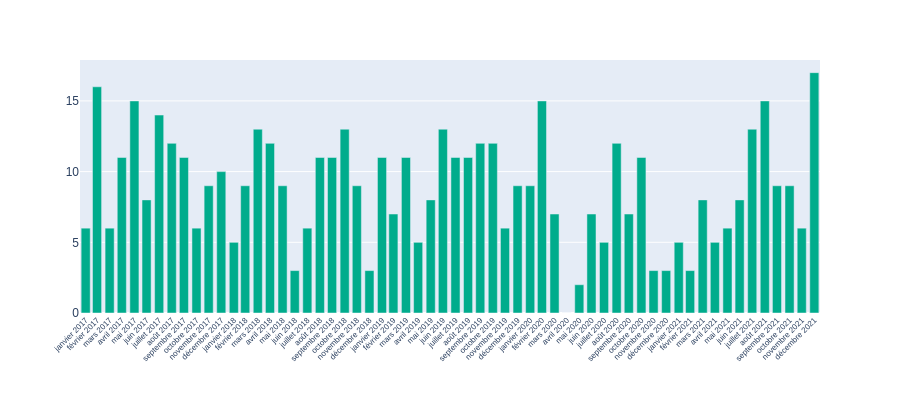 15
10
5
0
janvier 2017
février 2017
mars 2017
avril 2017
mai 2017
juin 2017
juillet 2017
août 2017
septembre 2017
octobre 2017
novembre 2017
décembre 2017
janvier 2018
février 2018
mars 2018
avril 2018
mai 2018
juin 2018
juillet 2018
août 2018
septembre 2018
octobre 2018
novembre 2018
décembre 2018
janvier 2019
février 2019
mars 2019
avril 2019
mai 2019
juin 2019
juillet 2019
août 2019
septembre 2019
octobre 2019
novembre 2019
décembre 2019
janvier 2020
février 2020
mars 2020
avril 2020
mai 2020
juin 2020
juillet 2020
août 2020
septembre 2020
octobre 2020
novembre 2020
décembre 2020
janvier 2021
février 2021
mars 2021
avril 2021
mai 2021
juin 2021
juillet 2021
août 2021
septembre 2021
octobre 2021
novembre 2021
décembre 2021